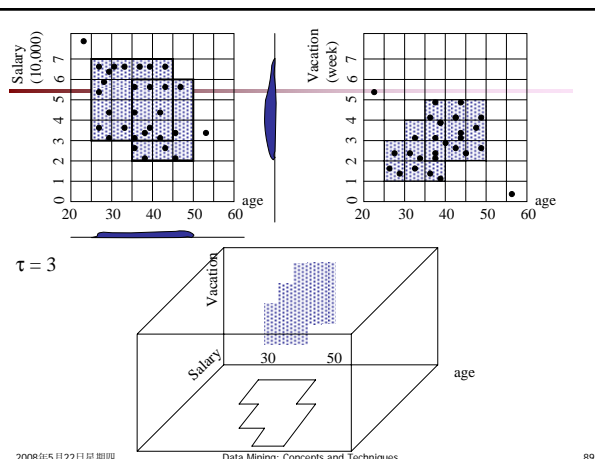 Salary
(10,000)
7
6
5
4
3
2
1
0
20 30 40 50 60
age
Vacation
(week)
7
6
5
4
3
2
1
0
20 30 40 50 60
age
τ = 3
Vacation
Salary
30 50
age
2008年5月22日星期四 Data Mining: Concepts and Techniques 89